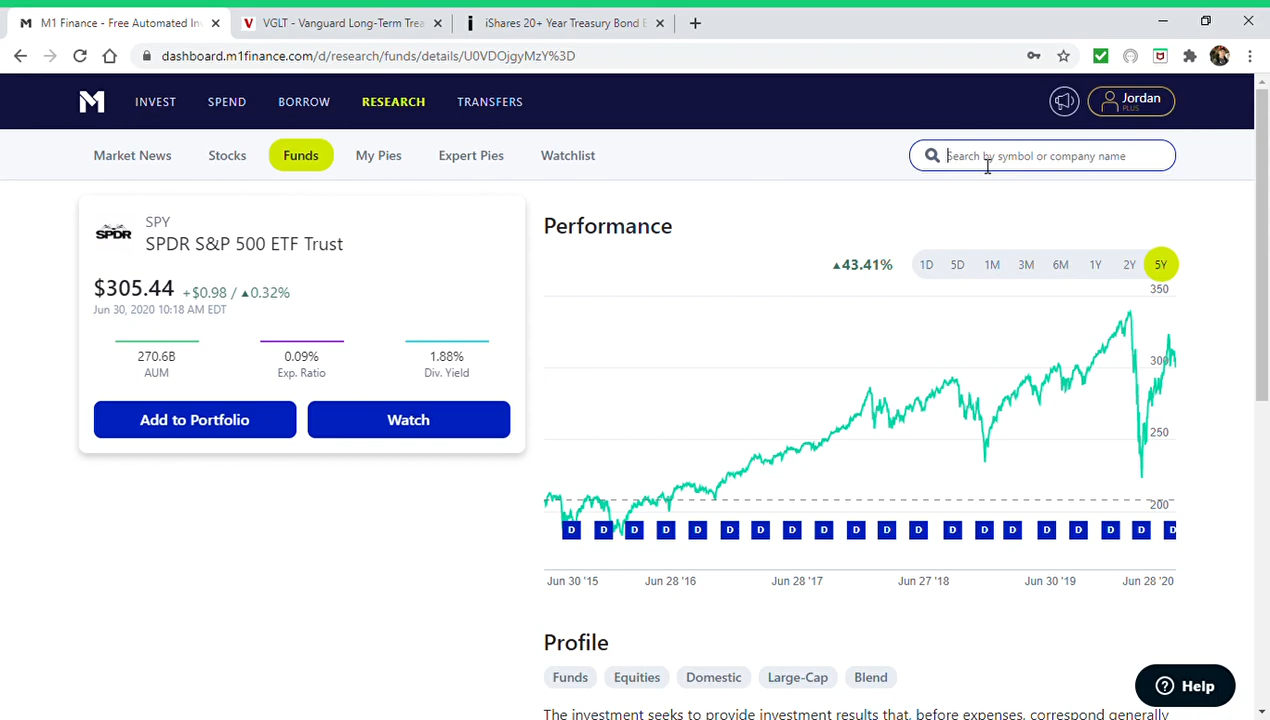 M1 Finance - Free Automated In
VGLT - Vanguard Long-Term Trea
iShares 20+ Year Treasury Bond E
dashboard.m1finance.com/d/research/funds/details/U0VDOjgyMzY%3D
INVEST
SPEND
BORROW
RESEARCH
TRANSFERS
Jordan
PLUS
Market News
Stocks
Funds
My Pies
Expert Pies
Watchlist
Search by symbol or company name
SPDR
SPY
SPDR S&P 500 ETF Trust
$305.44 +$0.98 / ▲0.32%
Jun 30, 2020 10:18 AM EDT
270.6B
AUM
0.09%
Exp. Ratio
1.88%
Div. Yield
Add to Portfolio
Watch
Performance
▲43.41%
1D 5D 1M 3M 6M 1Y 2Y 5Y
350
300
250
200
D D D D D D D D D D D D D D D D D D D D
Jun 30 '15 Jun 28 '16 Jun 28 '17 Jun 27 '18 Jun 30 '19 Jun 28 '20
Profile
Funds Equities Domestic Large-Cap Blend
The investment seeks to provide investment results that, before expenses, correspond generally
Help